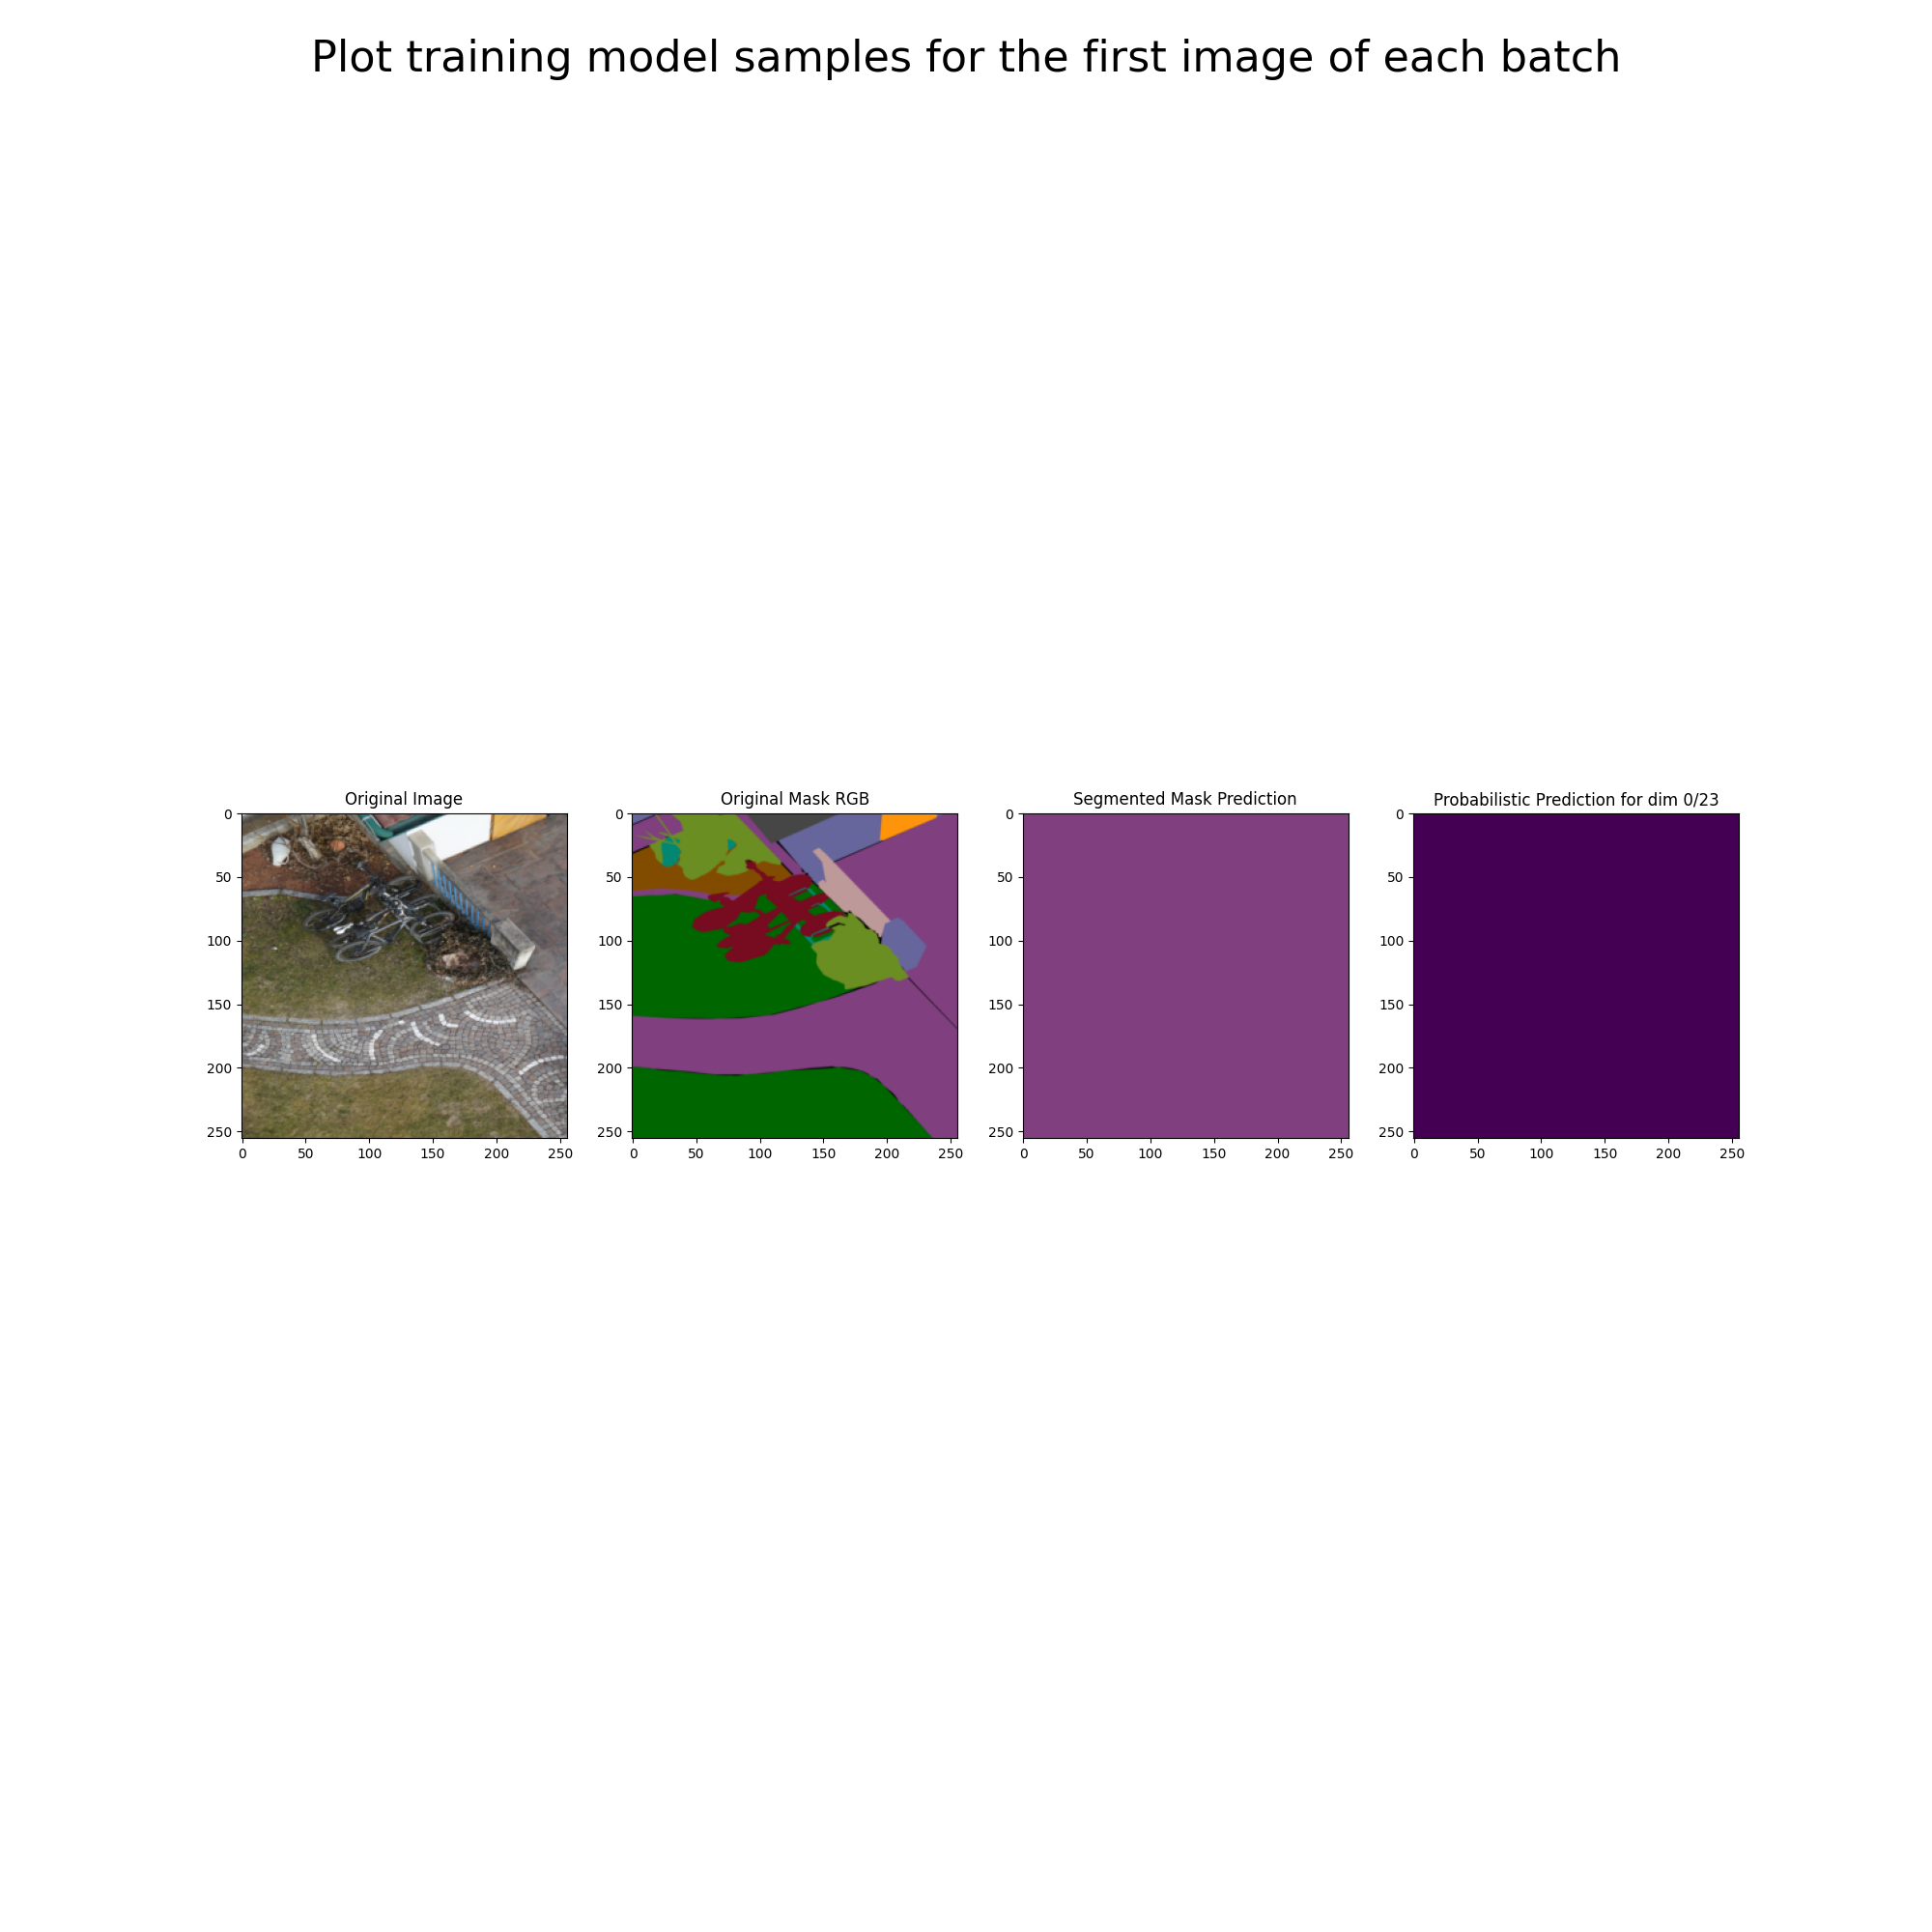 Plot training model samples for the first image of each batch
Original Image
Original Mask RGB
Segmented Mask Prediction
Probabilistic Prediction for dim 0/23
0
50
100
150
200
250
0 50 100 150 200 250
0
50
100
150
200
250
0 50 100 150 200 250
0
50
100
150
200
250
0 50 100 150 200 250
0
50
100
150
200
250
0 50 100 150 200 250